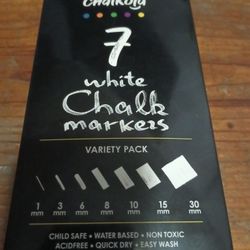 Chalkola
7
white
Chalk
markers
VARIETY PACK
1 3 6 8 10 15 30
mm mm mm mm mm mm mm
CHILD SAFE • WATER BASED • NON TOXIC
ACIDFREE • QUICK DRY • EASY WASH